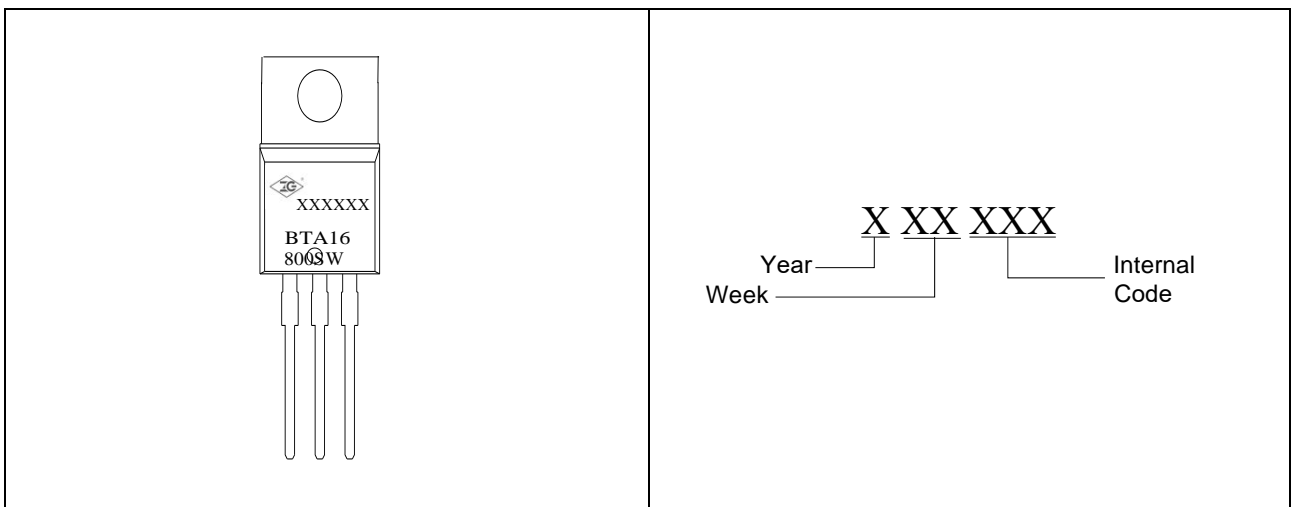 XXXXXX
BTA16
800SW
X XX XXX
Year
Week
Internal
Code